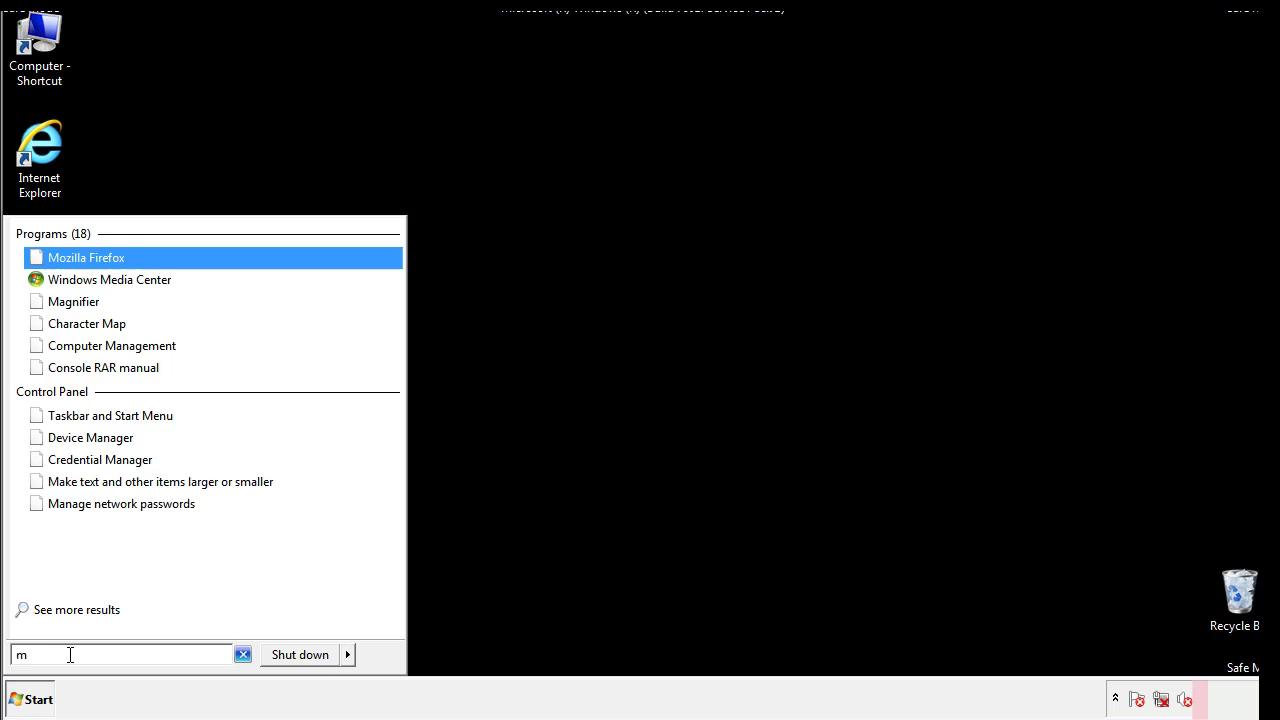 Computer -
Shortcut
Internet
Explorer
Programs (18)
Mozilla Firefox
Windows Media Center
Magnifier
Character Map
Computer Management
Console RAR manual
Control Panel
Taskbar and Start Menu
Device Manager
Credential Manager
Make text and other items larger or smaller
Manage network passwords
See more results
m
Shut down
Recycle B
Safe M
Start